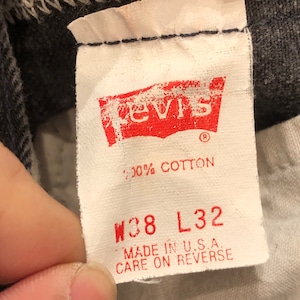 Levi's
®
100% COTTON
W38 L32
MADE IN U.S.A.
CARE ON REVERSE